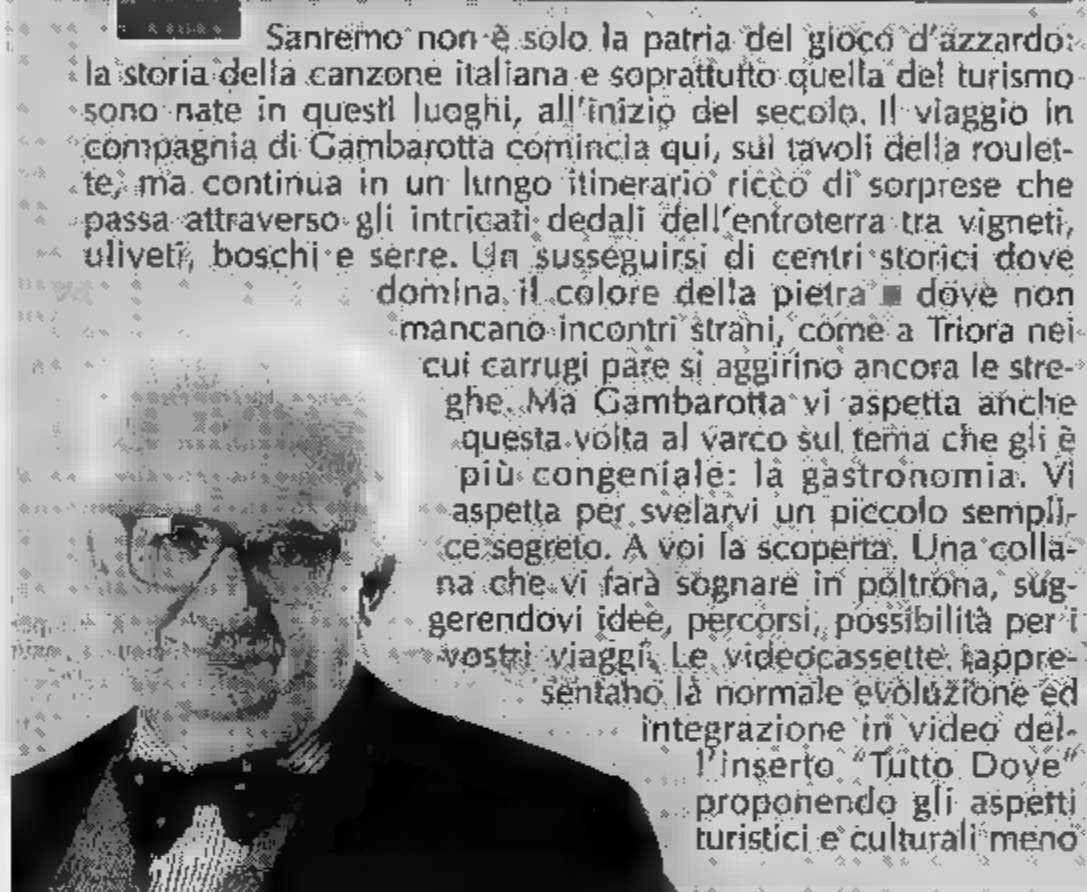 Sanremo non è solo la patria del gioco d'azzardo:
la storia della canzone italiana e soprattutto quella del turismo
sono nate in questi luoghi, all'inizio del secolo. Il viaggio in
compagnia di Gambarotta comincia qui, sui tavoli della roulet-
te, ma continua in un lungo itinerario ricco di sorprese che
passa attraverso gli intricati dedali dell'entroterra tra vigneti,
uliveti, boschi e serre. Un susseguirsi di centri storici dove
domina il colore della pietra dove non
mancano incontri strani, come a Triora nei
cui carrugi pare si aggirino ancora le stre-
ghe. Ma Gambarotta vi aspetta anche
questa volta al varco sul tema che gli è
più congeniale: la gastronomia. Vi
aspetta per svelarvi un piccolo sempli-
ce segreto. A voi la scoperta. Una colla-
na che vi farà sognare in poltrona, sug-
gerendovi idee, percorsi, possibilità per i
vostri viaggi. Le videocassette rappre-
sentano la normale evoluzione ed
integrazione in video del-
l'inserto "Tutto Dove"
proponendo gli aspetti
turistici e culturali meno